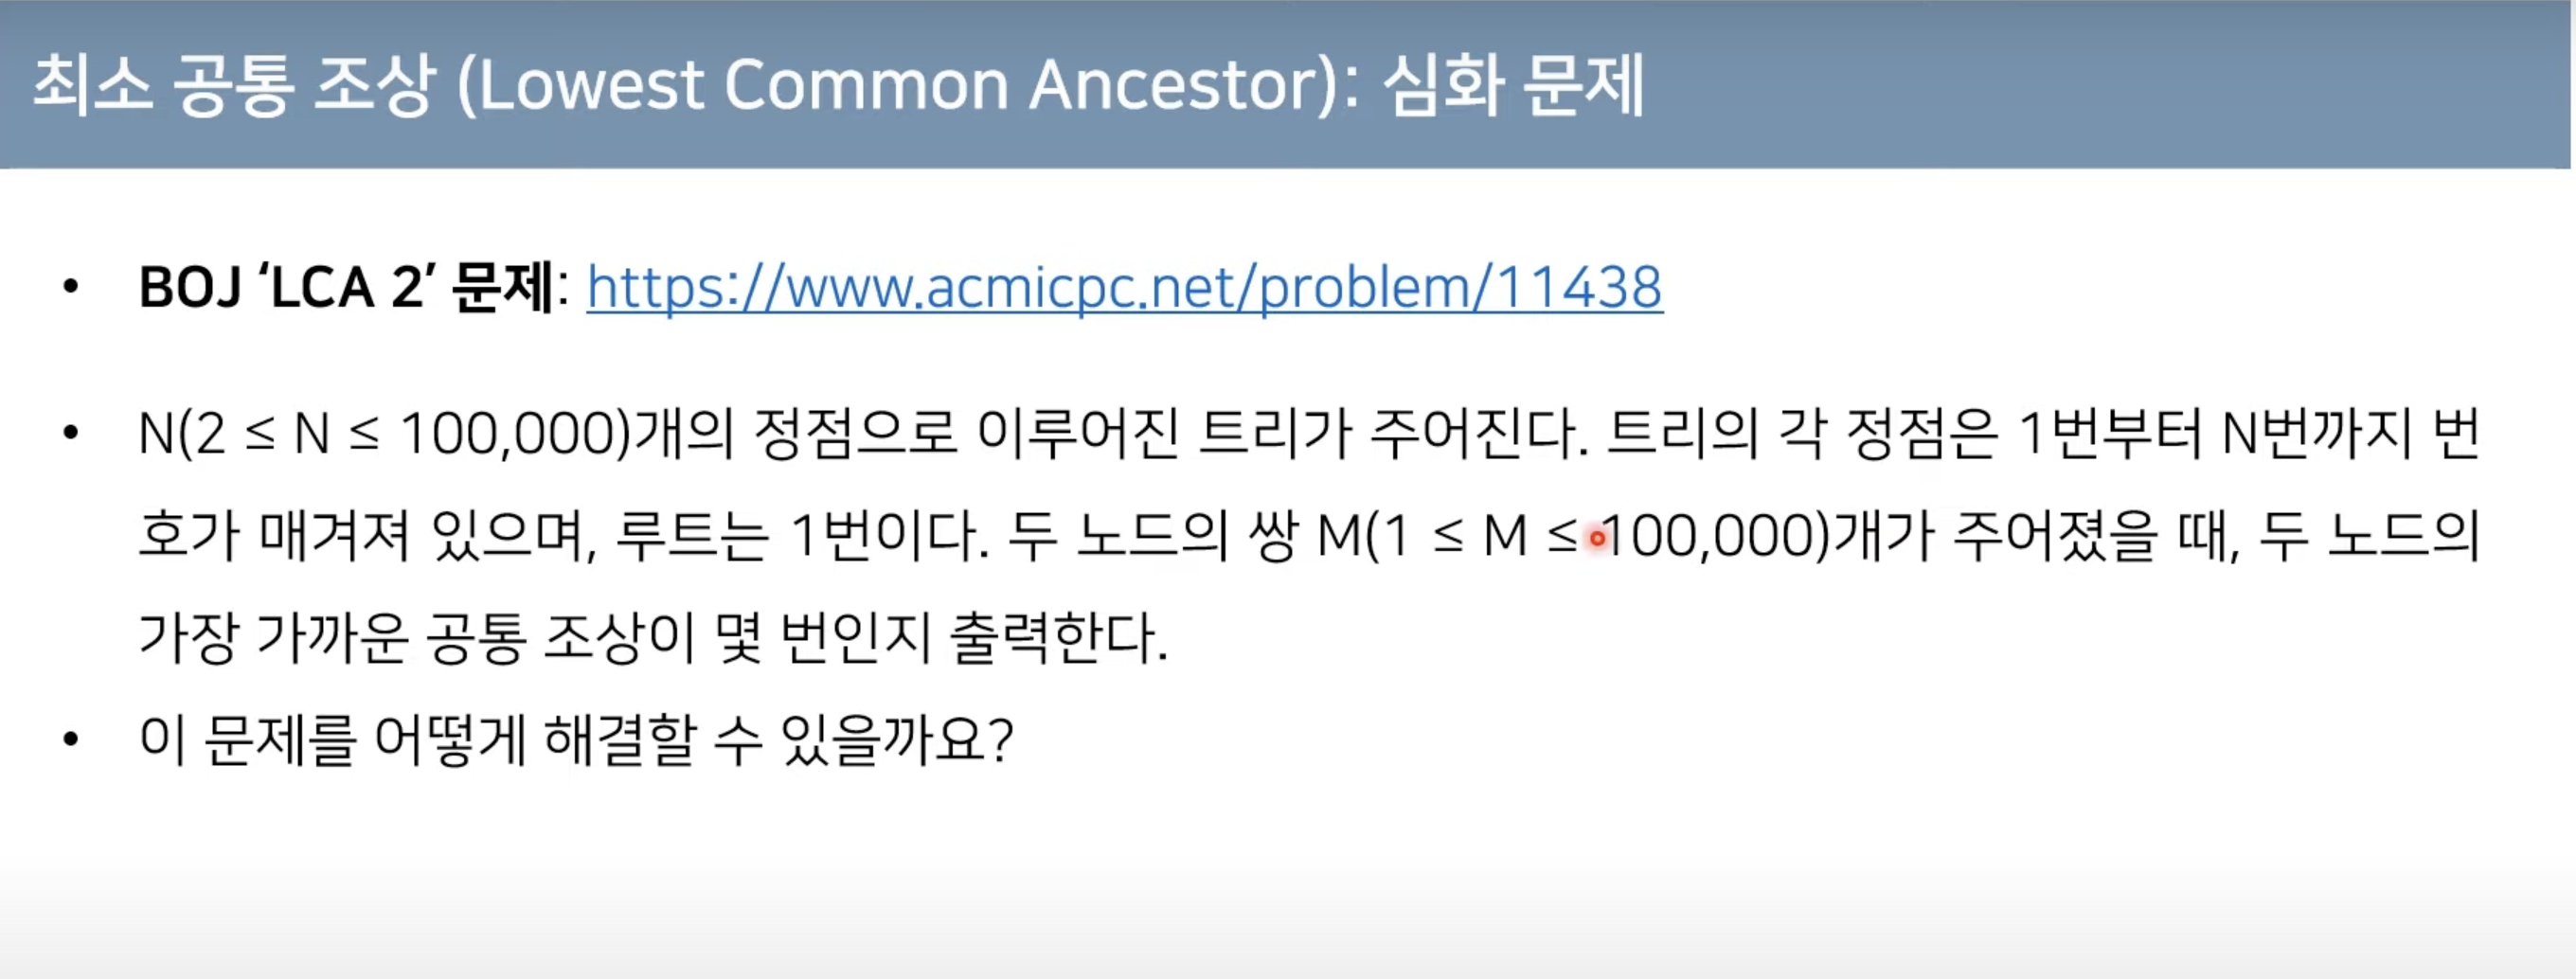 최소 공통 조상 (Lowest Common Ancestor): 심화 문제
• BOJ ‘LCA 2’ 문제: https://www.acmicpc.net/problem/11438
• N(2 ≤ N ≤ 100,000)개의 정점으로 이루어진 트리가 주어진다. 트리의 각 정점은 1번부터 N번까지 번
호가 매겨져 있으며, 루트는 1번이다. 두 노드의 쌍 M(1 ≤ M ≤ 100,000)개가 주어졌을 때, 두 노드의
가장 가까운 공통 조상이 몇 번인지 출력한다.
• 이 문제를 어떻게 해결할 수 있을까요?